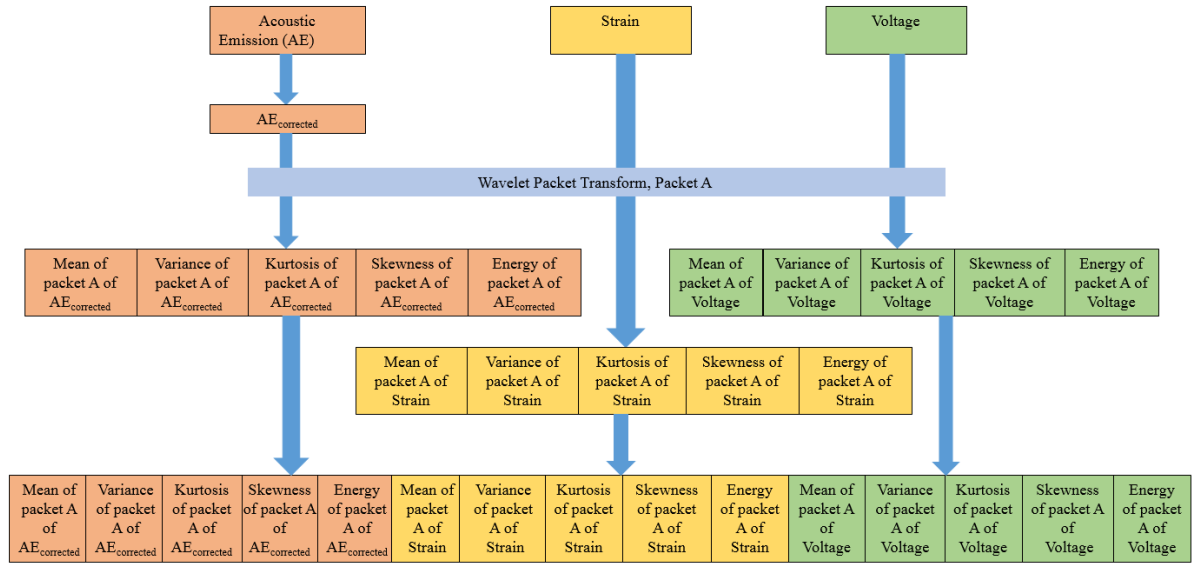 Acoustic
Emission (AE)
Strain
Voltage
AEcorrected
Wavelet Packet Transform, Packet A
Mean of
packet A of
AEcorrected
Variance of
packet A of
AEcorrected
Kurtosis of
packet A of
AEcorrected
Skewness of
packet A of
AEcorrected
Energy of
packet A of
AEcorrected
Mean of
packet A of
Voltage
Variance of
packet A of
Voltage
Kurtosis of
packet A of
Voltage
Skewness of
packet A of
Voltage
Energy of
packet A of
Voltage
Mean of
packet A of
Strain
Variance of
packet A of
Strain
Kurtosis of
packet A of
Strain
Skewness of
packet A of
Strain
Energy of
packet A of
Strain
Mean of
packet A
of
AEcorrected
Variance
of packet
A of
AEcorrected
Kurtosis
of packet
A of
AEcorrected
Skewness
of packet A
of
AEcorrected
Energy
of packet
A of
AEcorrected
Mean of
packet
A of
Strain
Variance
of packet
A of
Strain
Kurtosis
of packet
A of
Strain
Skewness
of packet
A of
Strain
Energy
of packet
A of
Strain
Mean of
packet A
of
Voltage
Variance
of packet
A of
Voltage
Kurtosis
of packet
A of
Voltage
Skewness
of packet A
of
Voltage
Energy
of packet
A of
Voltage